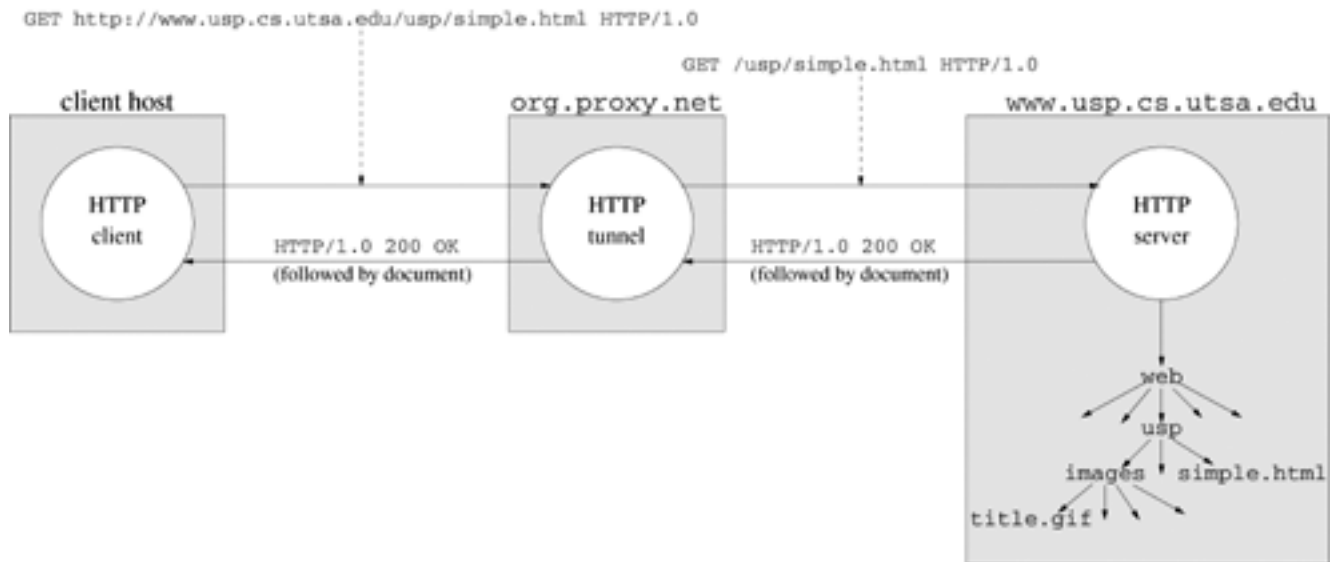 GET http://www.usp.cs.utsa.edu/usp/simple.html HTTP/1.0
GET /usp/simple.html HTTP/1.0
client host
org.proxy.net
www.usp.cs.utsa.edu
HTTP
client
HTTP/1.0 200 OK
(followed by document)
HTTP
tunnel
HTTP/1.0 200 OK
(followed by document)
HTTP
server
web
usp
images
simple.html
title.gif